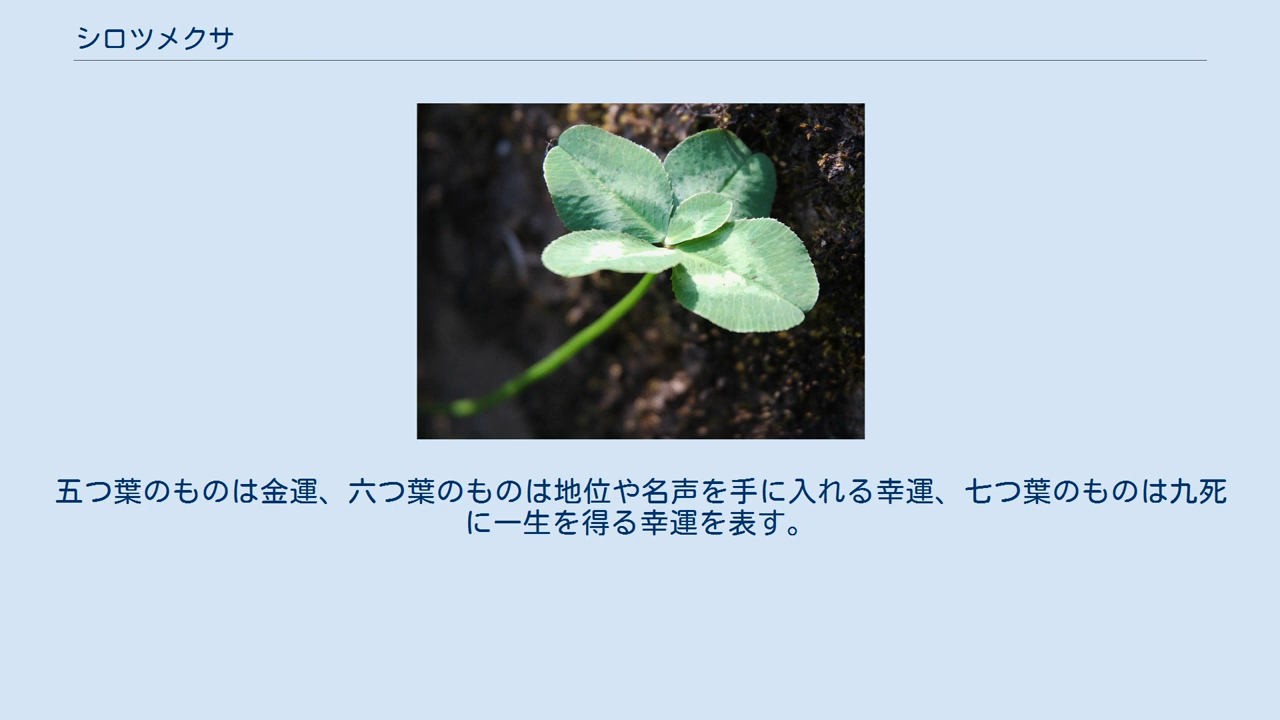 シロツメクサ
五つ葉のものは金運、六つ葉のものは地位や名声を手に入れる幸運、七つ葉のものは九死
に一生を得る幸運を表す。